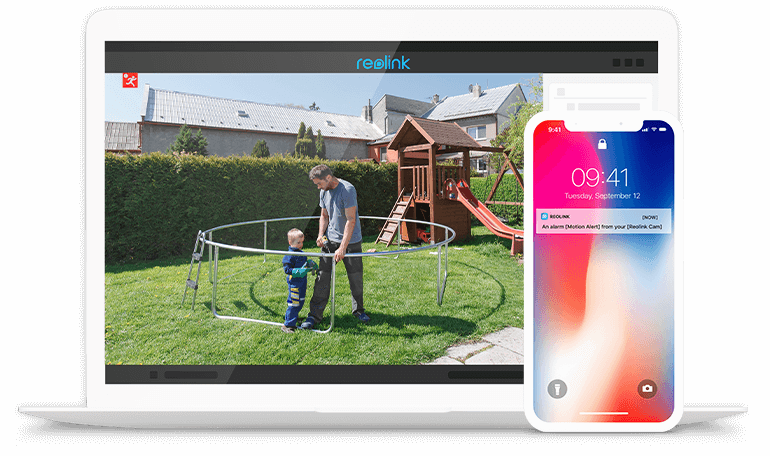 reolink
9:41
09:41
Tuesday, September 12
REOLINK [NOW]
An alarm [Motion Alert] from your [Reolink Cam]